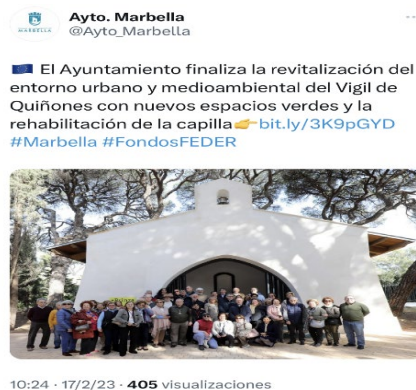 MARBELLA
Ayto. Marbella
@Ayto_Marbella
🇪🇺 El Ayuntamiento finaliza la revitalización del
entorno urbano y medioambiental del Vigil de
Quiñones con nuevos espacios verdes y la
rehabilitación de la capilla👉bit.ly/3K9pGYD
#Marbella #FondosFEDER
10:24 · 17/2/23 · 405 visualizaciones